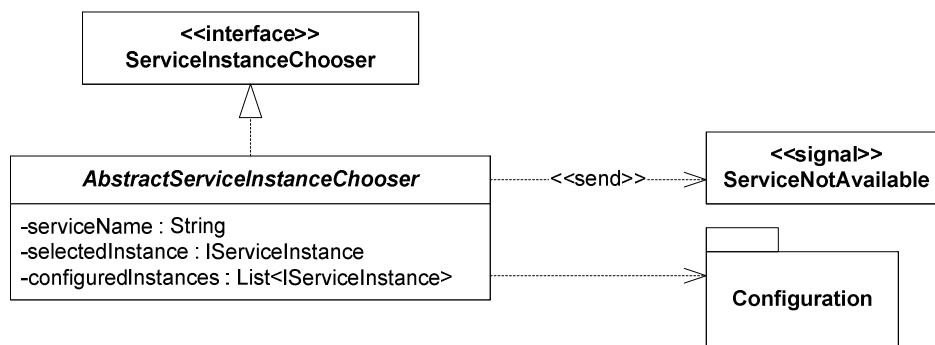 <<interface>>
ServiceInstanceChooser
AbstractServiceInstanceChooser
-serviceName : String
-selectedInstance : IServiceInstance
-configuredInstances : List<IServiceInstance>
<<send>>
<<signal>>
ServiceNotAvailable
Configuration